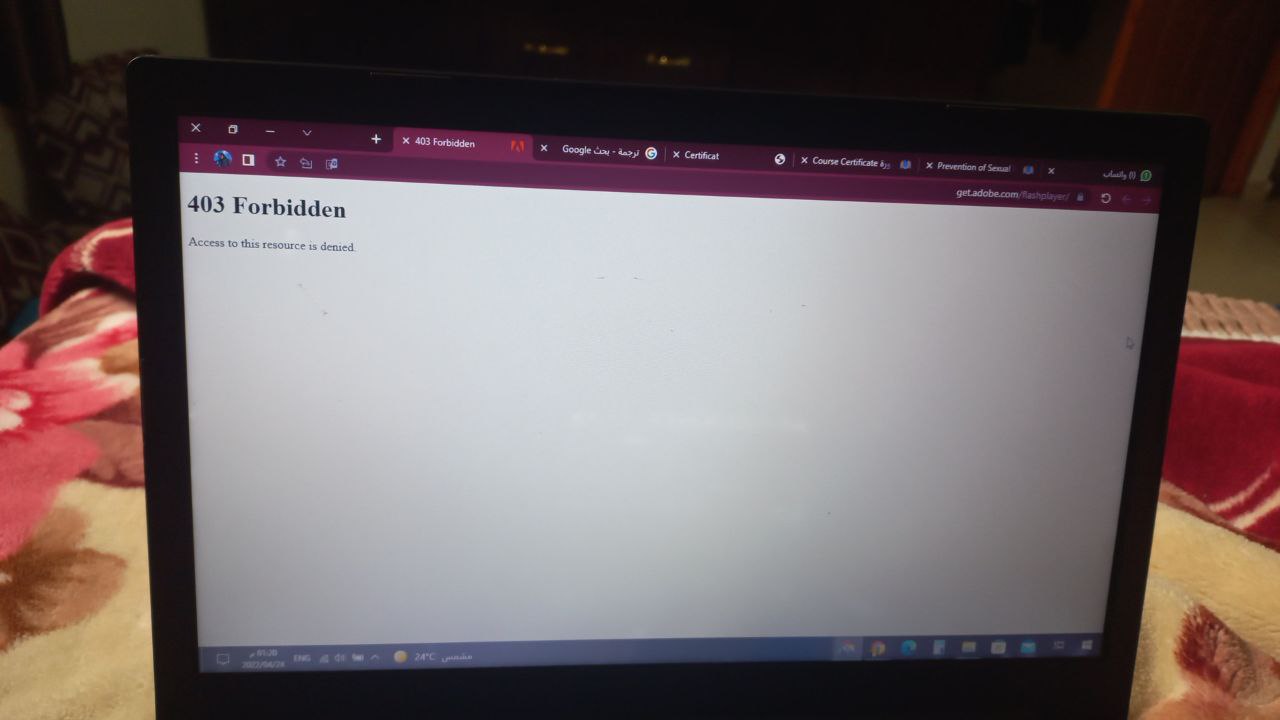 403 Forbidden
ترجمة - بحث Google
Certificat
Course Certificate
Prevention of Sexual
(1) واتساب
get.adobe.com/flashplayer/
403 Forbidden
Access to this resource is denied.
01:20 م
2022/04/24
ENG
24°C مشمس